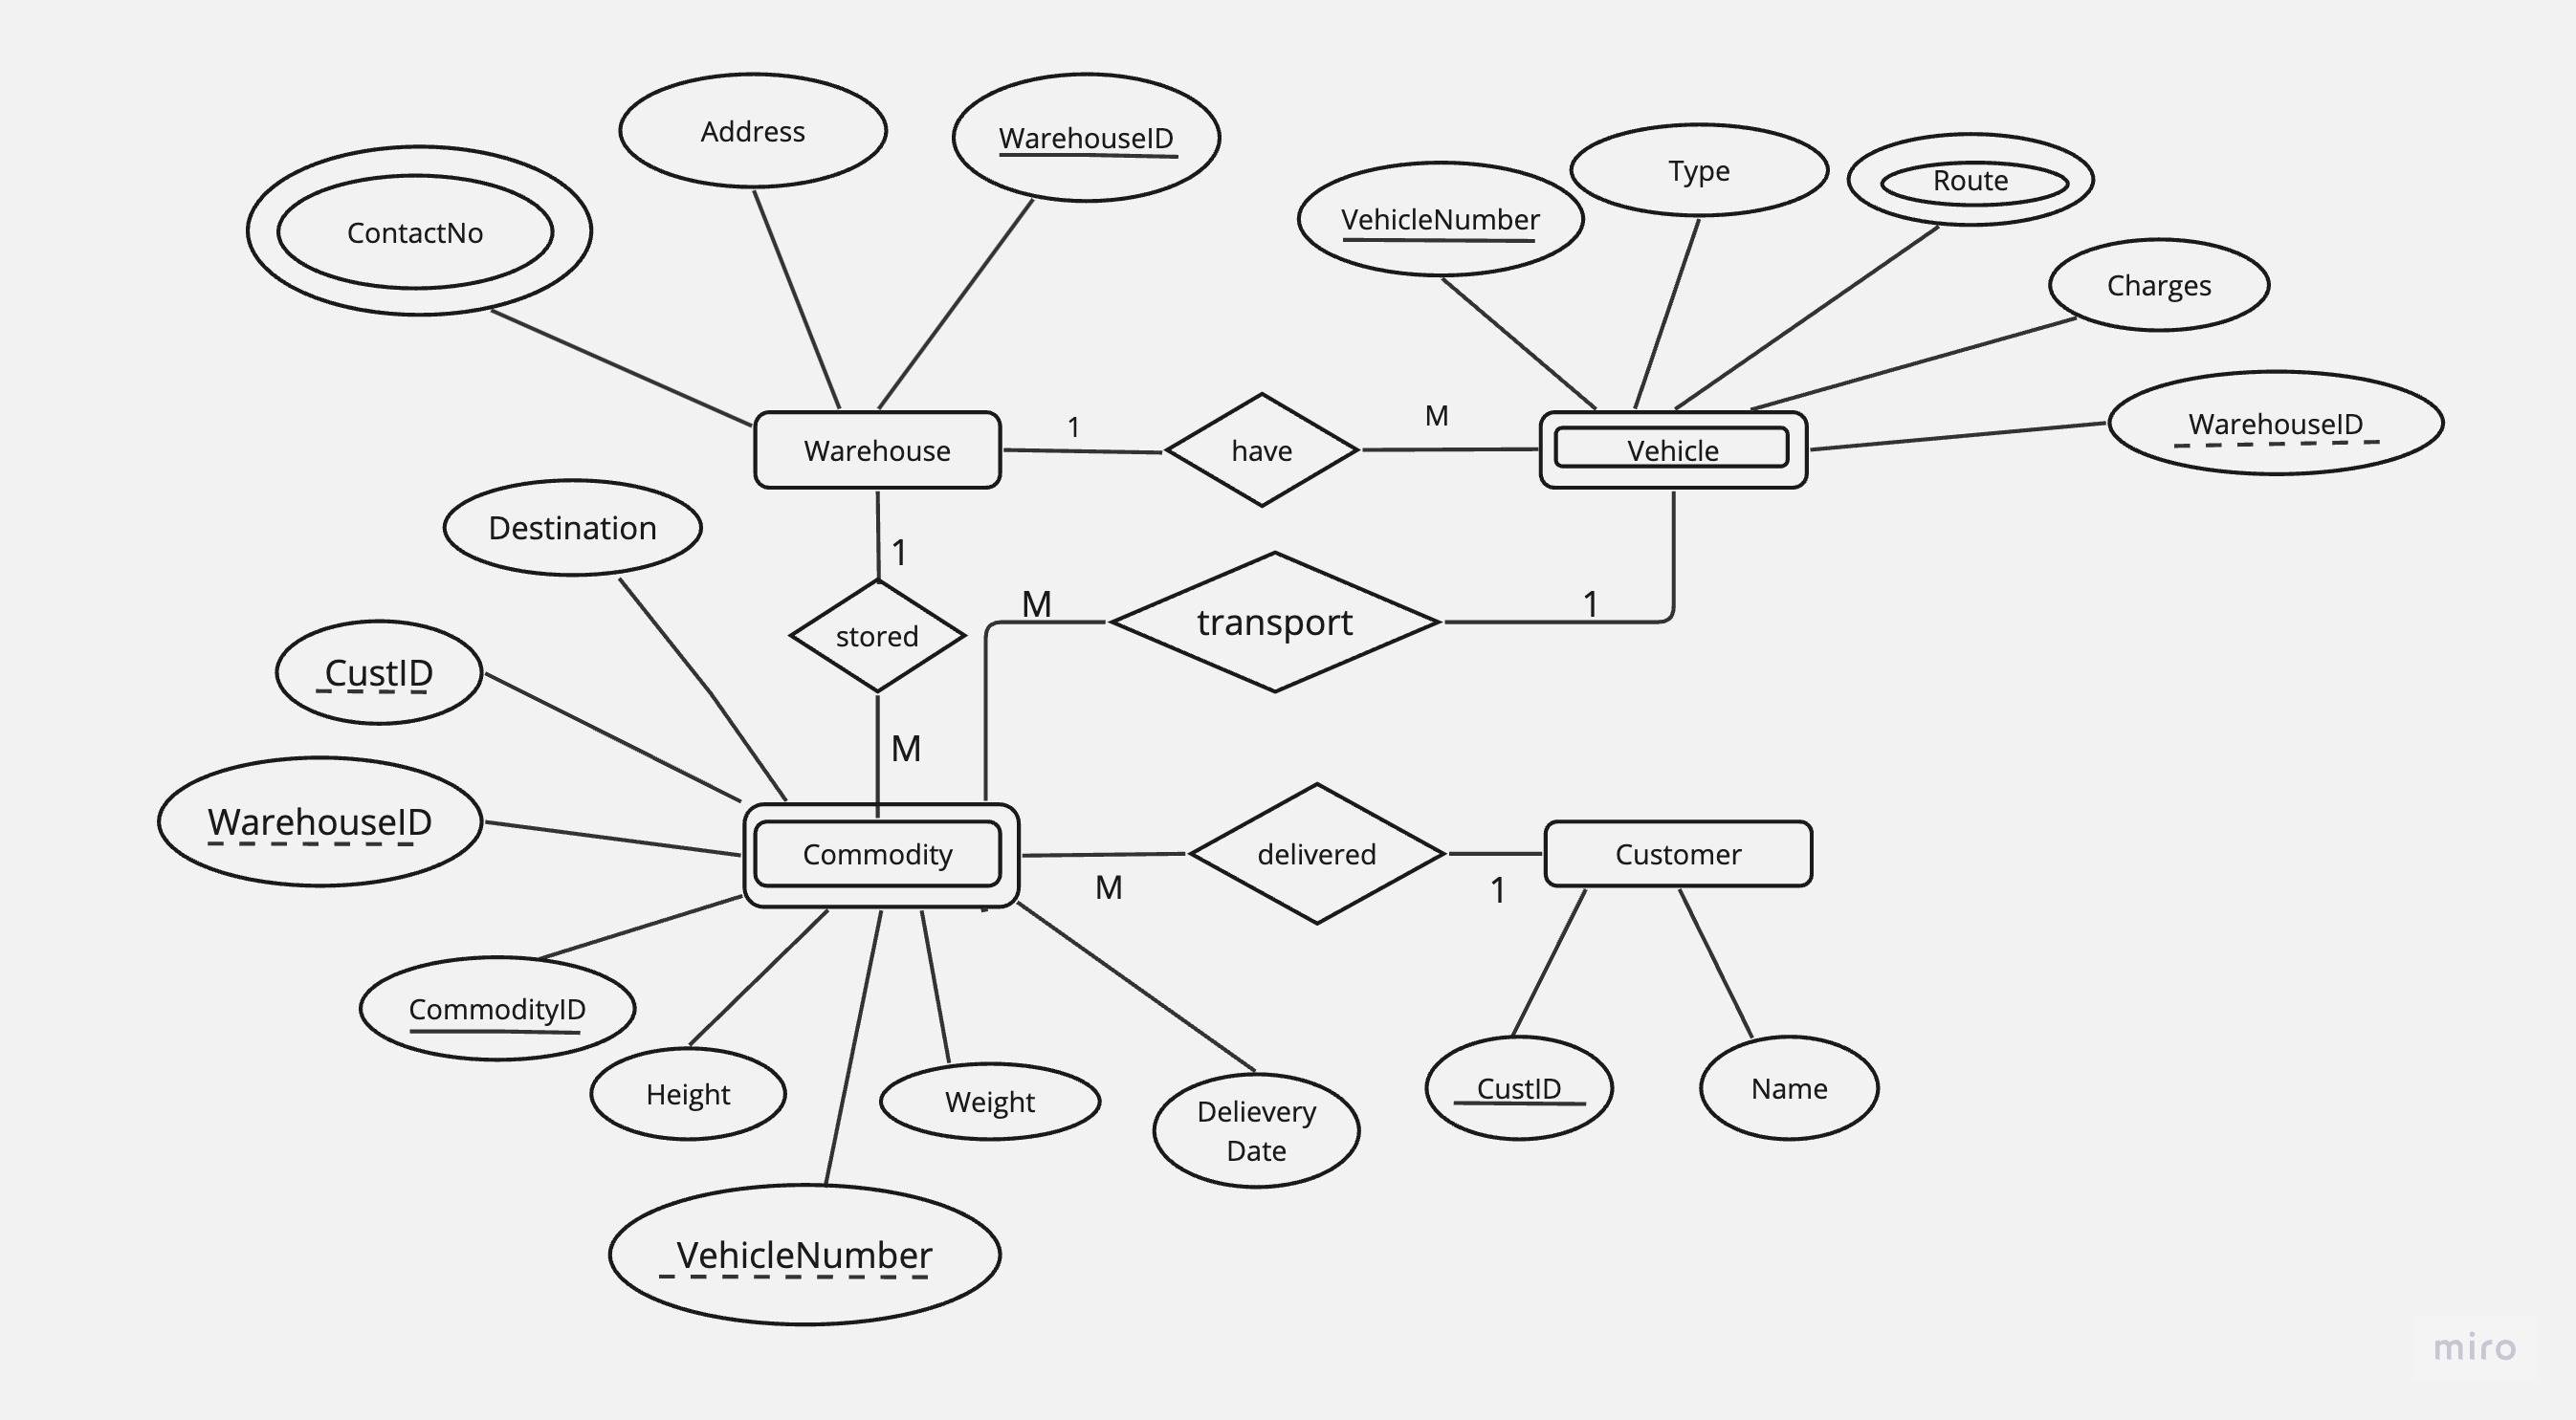 Address
WarehouseID
ContactNo
VehicleNumber
Type
Route
Charges
WarehouseID
Warehouse
1
have
M
Vehicle
Destination
1
stored
M
transport
1
CustID
M
WarehouseID
Commodity
M
delivered
1
Customer
CommodityID
Height
Weight
Delievery
Date
CustID
Name
VehicleNumber
miro